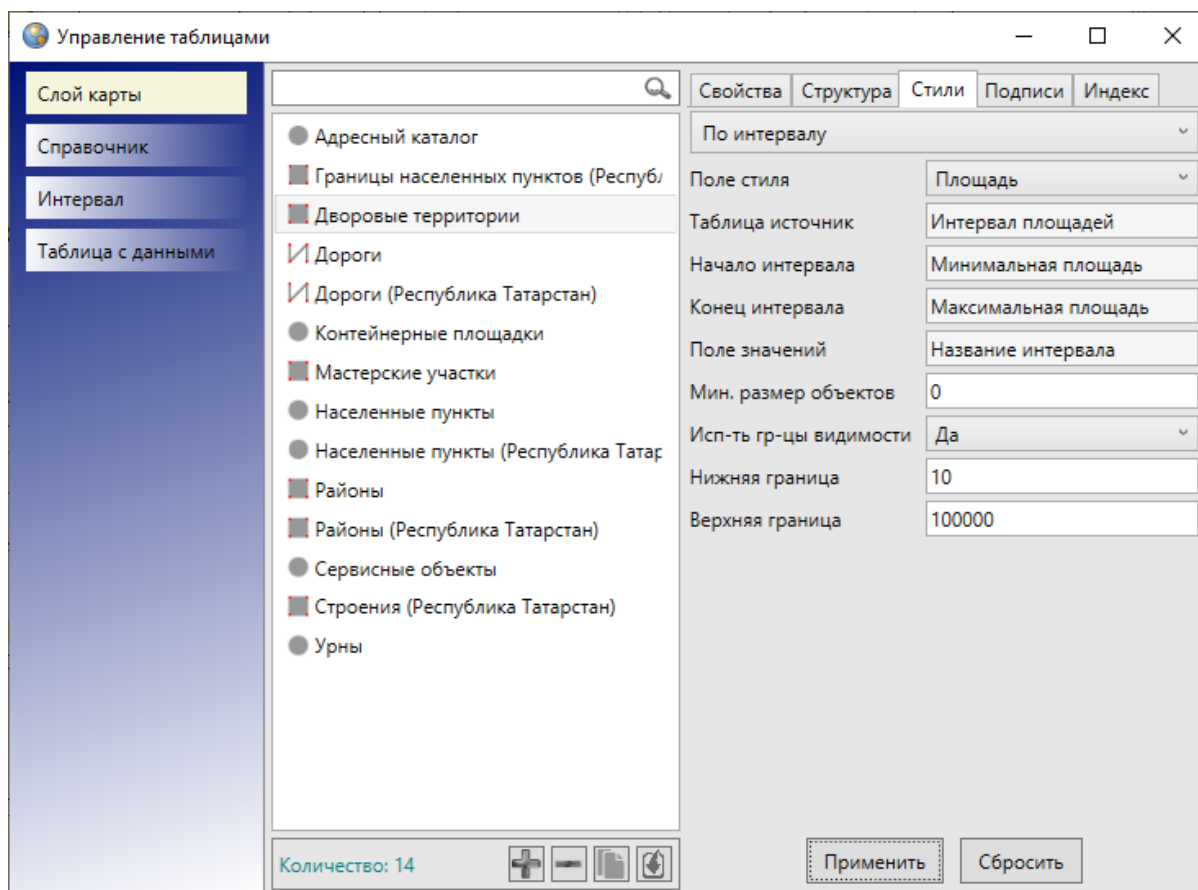 Управление таблицами
Слой карты
Справочник
Интервал
Таблица с данными
Адресный каталог
Границы населенных пунктов (Республ
Дворовые территории
Дороги
Дороги (Республика Татарстан)
Контейнерные площадки
Мастерские участки
Населенные пункты
Населенные пункты (Республика Татар
Районы
Районы (Республика Татарстан)
Сервисные объекты
Строения (Республика Татарстан)
Урны
Количество: 14
Свойства Структура Стили Подписи Индекс
По интервалу
Поле стиля Площадь
Таблица источник Интервал площадей
Начало интервала Минимальная площадь
Конец интервала Максимальная площадь
Поле значений Название интервала
Мин. размер объектов 0
Исп-ть гр-цы видимости Да
Нижняя граница 10
Верхняя граница 100000
Применить Сбросить